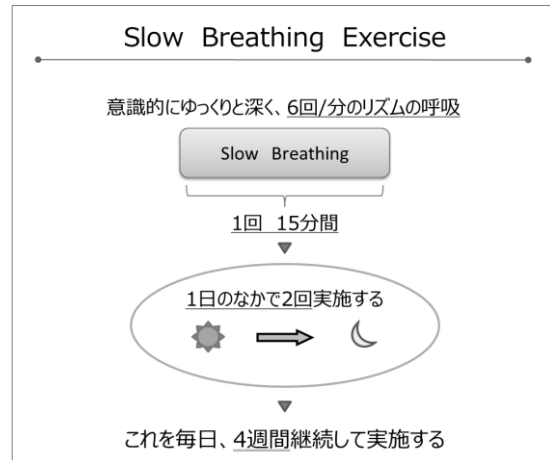 Slow Breathing Exercise
意識的にゆっくりと深く、6回/分のリズムの呼吸
Slow Breathing
1回 15分間
1日のなかで2回実施する
これを毎日、4週間継続して実施する